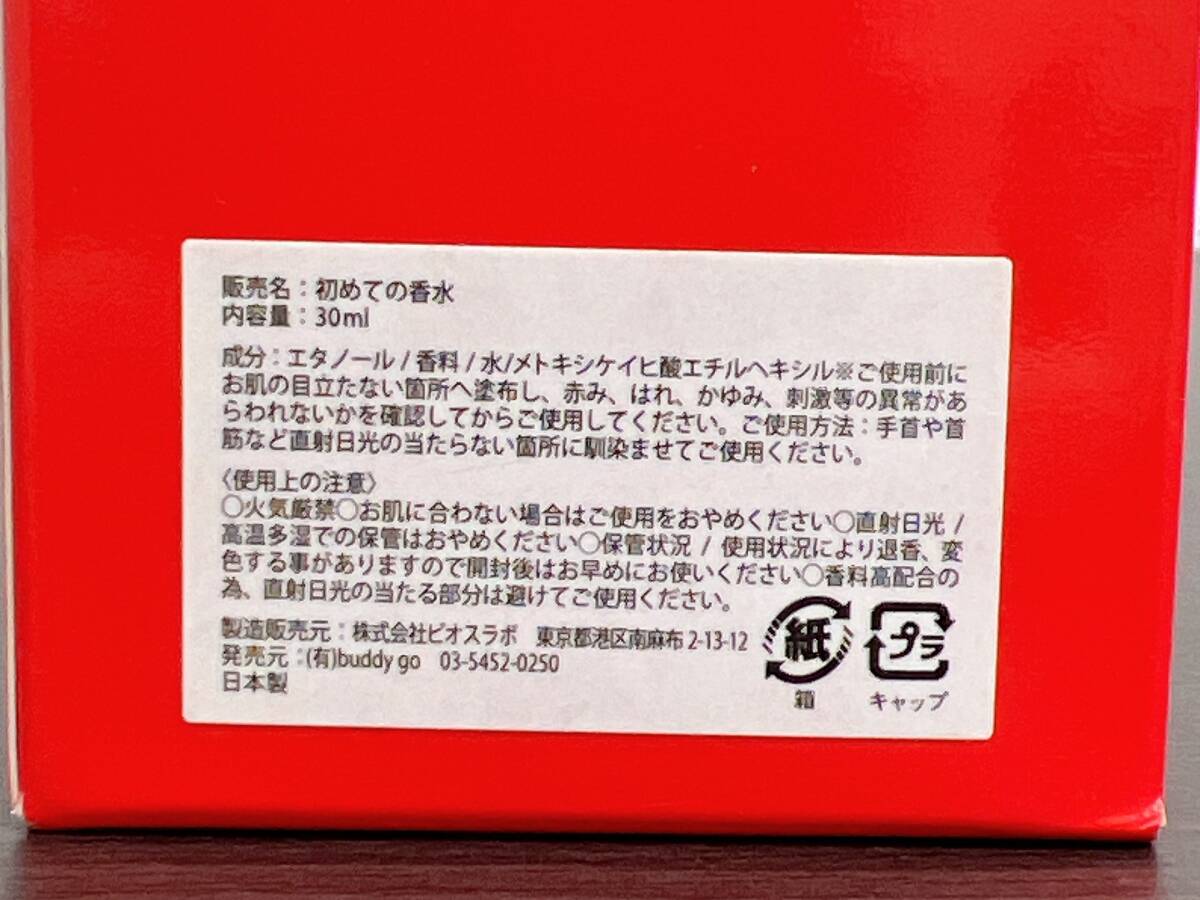 販売名：初めての香水
内容量：30ml
成分：エタノール / 香料 / 水/メトキシケイヒ酸エチルヘキシル※ご使用前に
お肌の目立たない箇所へ塗布し、赤み、はれ、かゆみ、刺激等の異常があ
らわれないかを確認してからご使用してください。ご使用方法：手首や首
筋など直射日光の当たらない箇所に馴染ませてご使用ください。
〈使用上の注意〉
○火気厳禁○お肌に合わない場合はご使用をおやめください○直射日光 /
高温多湿での保管はおやめください○保管状況 / 使用状況により退香、変
色する事がありますので開封後はお早めにお使いください○香料高配合の
為、直射日光の当たる部分は避けてご使用ください。
製造販売元：株式会社ビオスラボ　東京都港区南麻布 2-13-12
発売元：(有)buddy go　03-5452-0250
日本製
紙
箱
プラ
キャップ